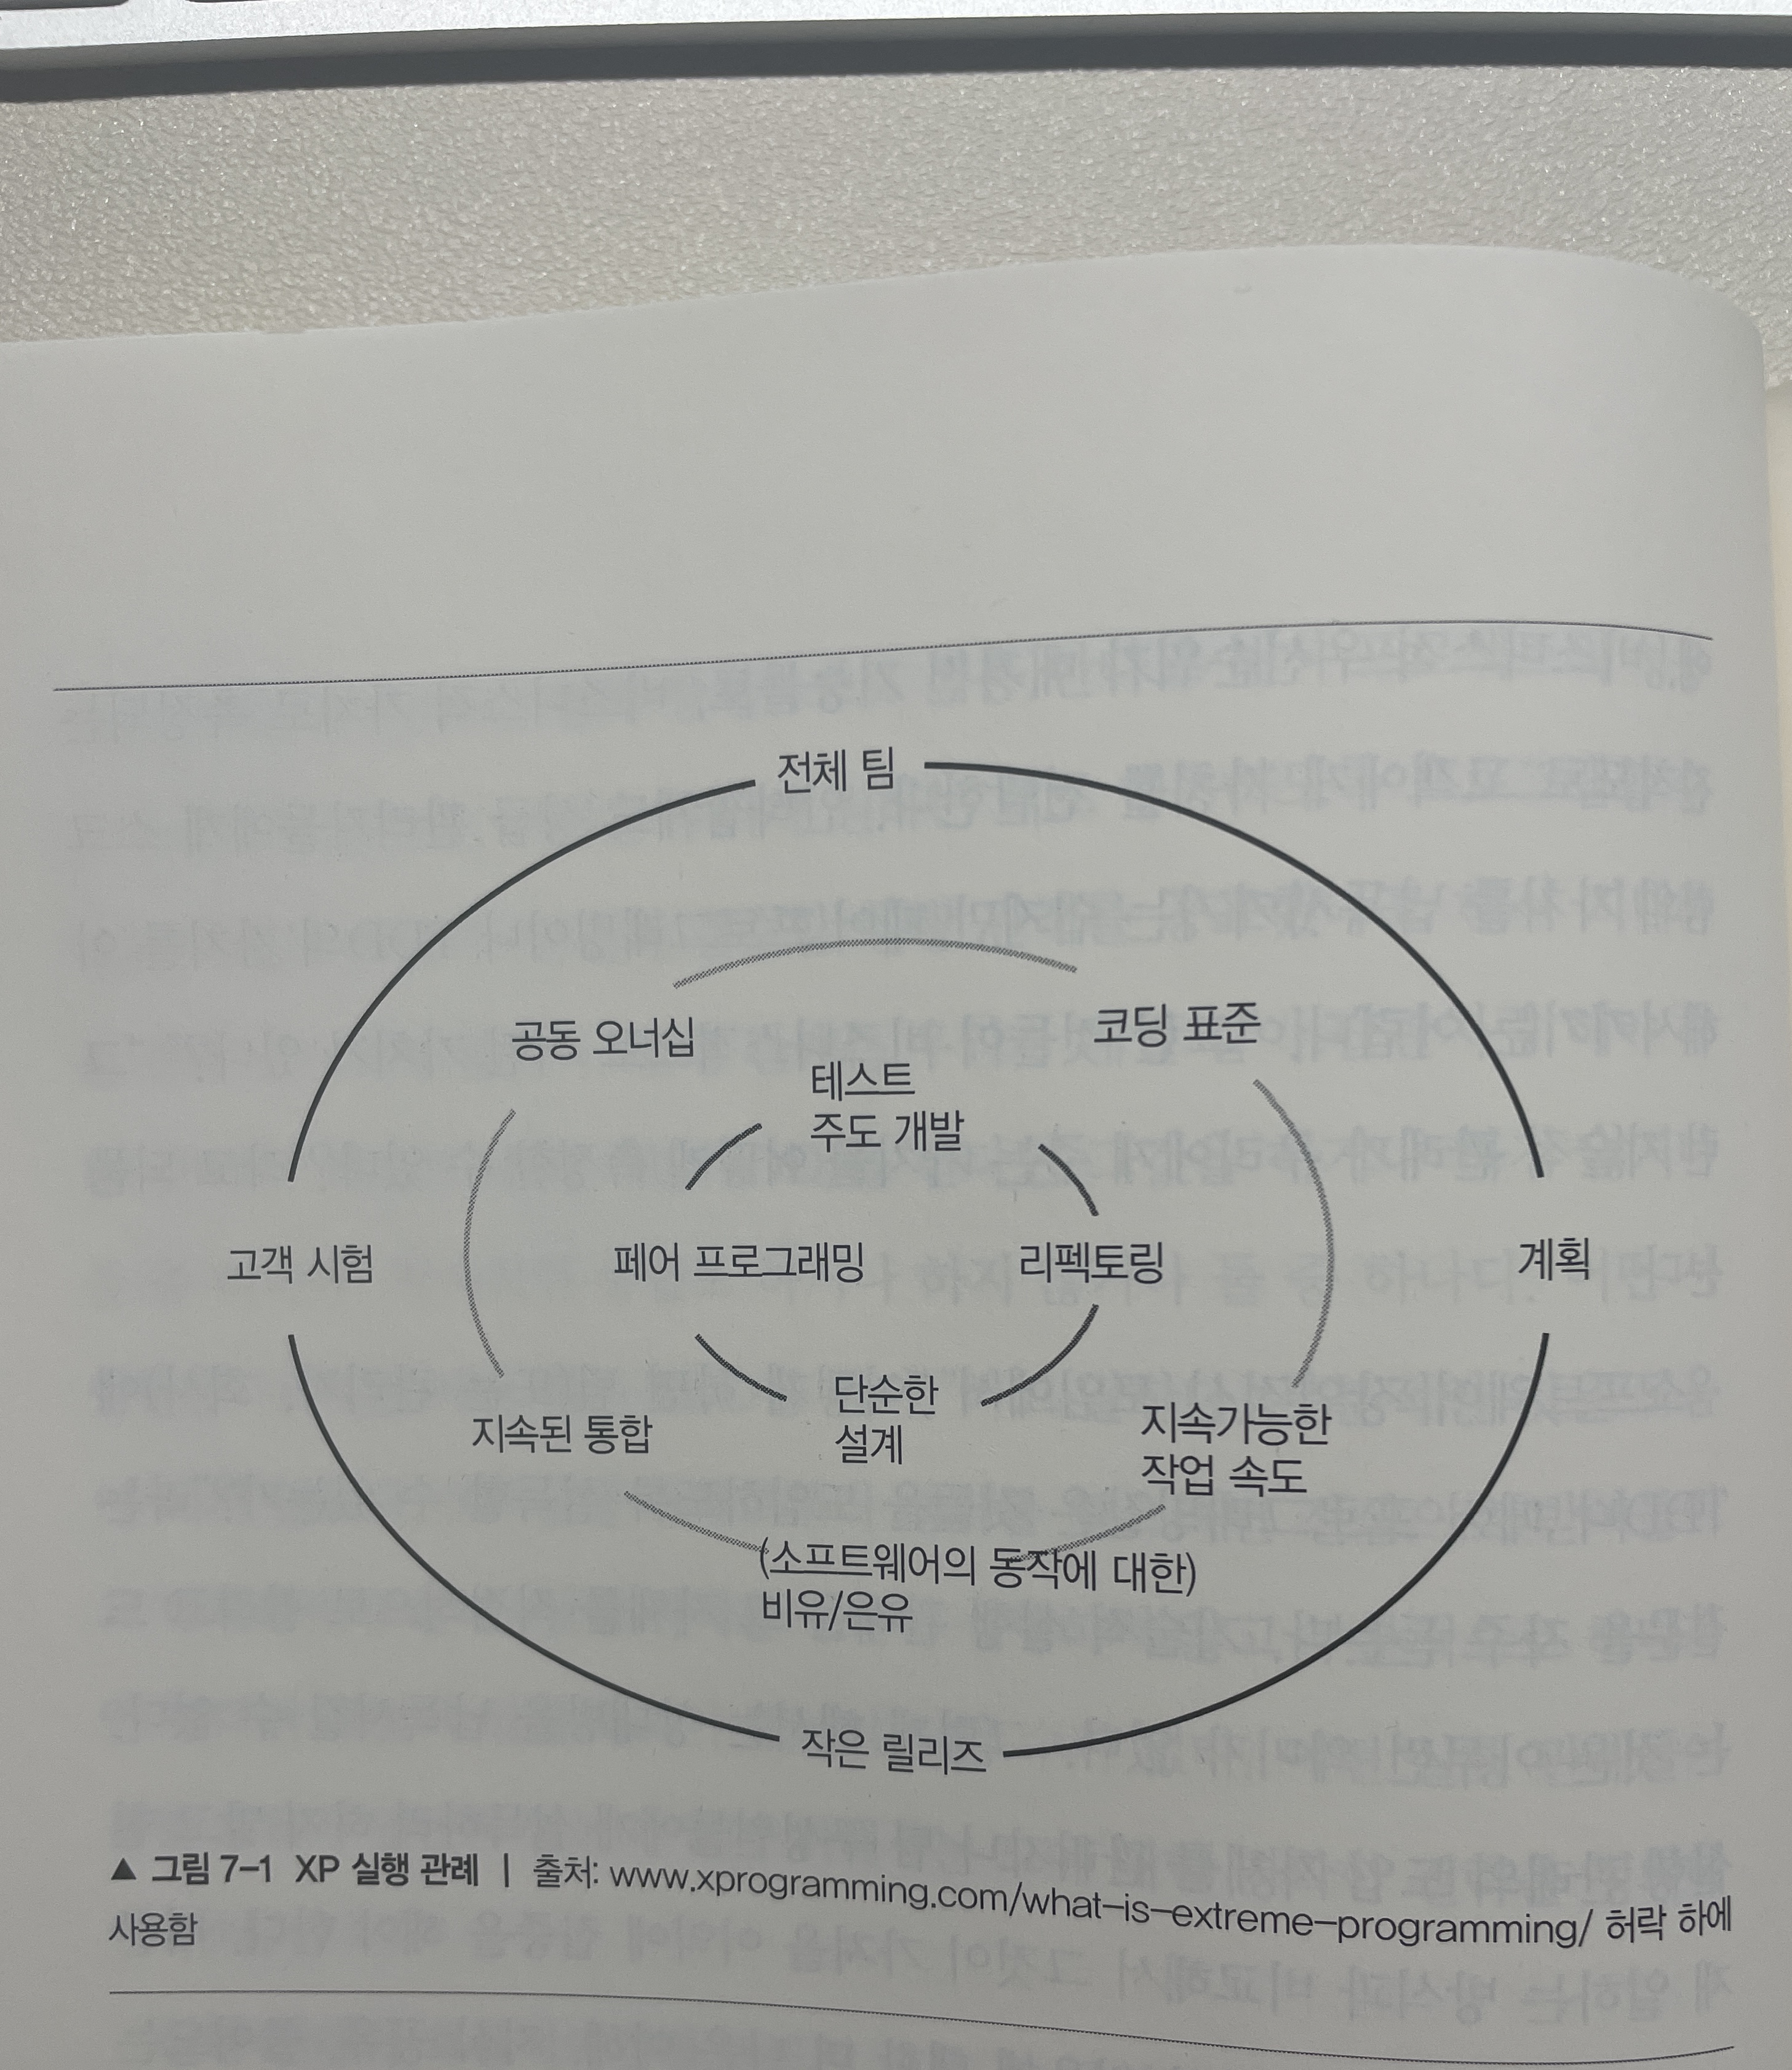 전체 팀
공동 오너십
코딩 표준
테스트
주도 개발
고객 시험
페어 프로그래밍
리펙토링
계획
지속된 통합
단순한
설계
지속가능한
작업 속도
(소프트웨어의 동작에 대한)
비유/은유
작은 릴리즈
▲ 그림 7-1 XP 실행 관례 | 출처: www.xprogramming.com/what-is-extreme-programming/ 허락 하에
사용함